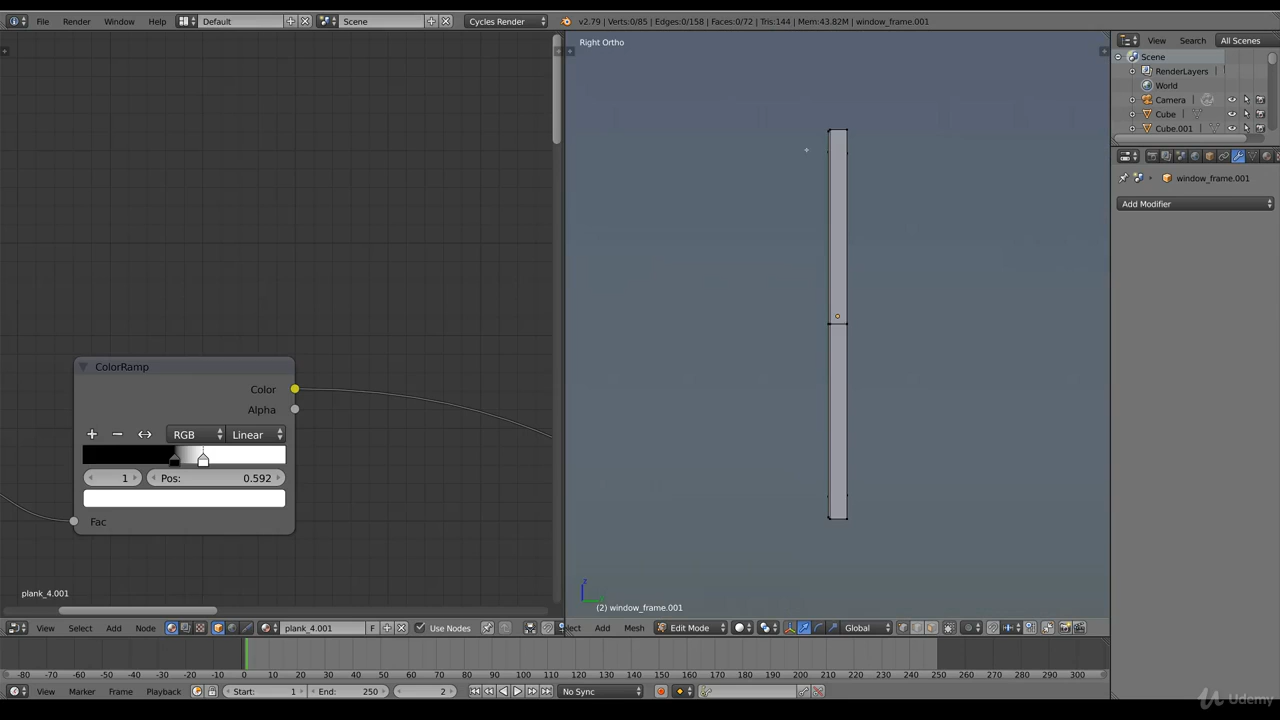 File Render Window Help Default Scene Cycles Render v2.79 | Verts:0/85 | Edges:0/158 | Faces:0/72 | Tris:144 | Mem:43.82M | window_frame.001
Right Ortho
View Search All Scenes
Scene
RenderLayers
World
Camera
Cube
Cube.001
window_frame.001
Add Modifier
ColorRamp
Color
Alpha
RGB Linear
1 Pos: 0.592
Fac
plank_4.001
z
(2) window_frame.001
View Select Add Node plank_4.001 F Use Nodes
lect Add Mesh Edit Mode Global
-80 -70 -60 -50 -40 -30 -20 -10 0 10 20 30 40 50 60 70 80 90 100 110 120 130 140 150 160 170 180 190 200 210 220 230 240 250 260 270 280 290 300
View Marker Frame Playback Start: 1 End: 250 2 No Sync
Udemy